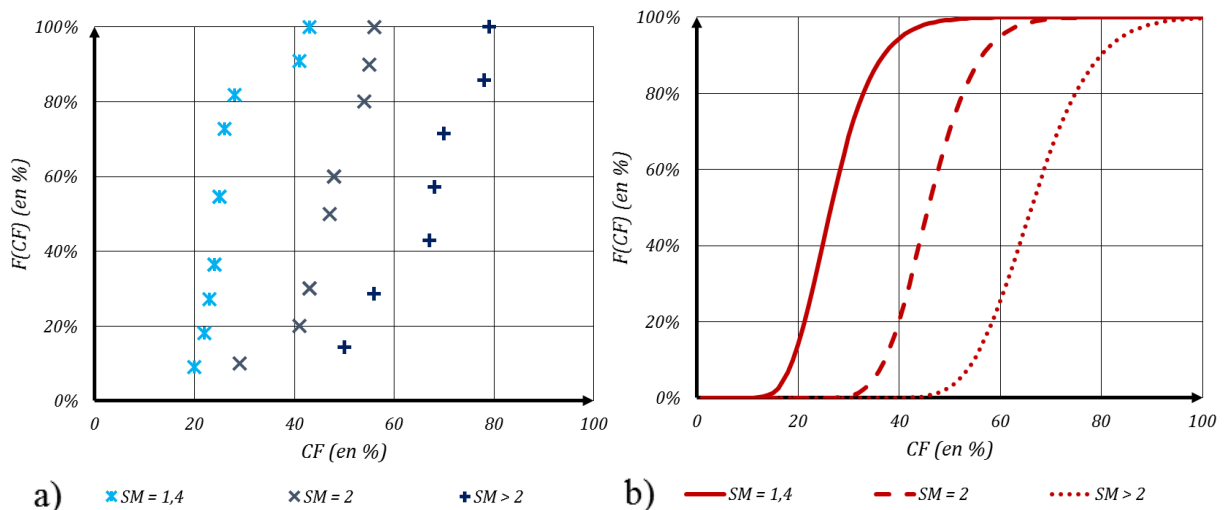 100%
80%
60%
40%
20%
0%
F(CF) (en %)
0 20 40 60 80 100
CF (en %)
a) SM = 1,4 SM = 2 SM > 2
100%
80%
60%
40%
20%
0%
F(CF) (en %)
0 20 40 60 80 100
CF (en %)
b) SM = 1,4 SM = 2 SM > 2